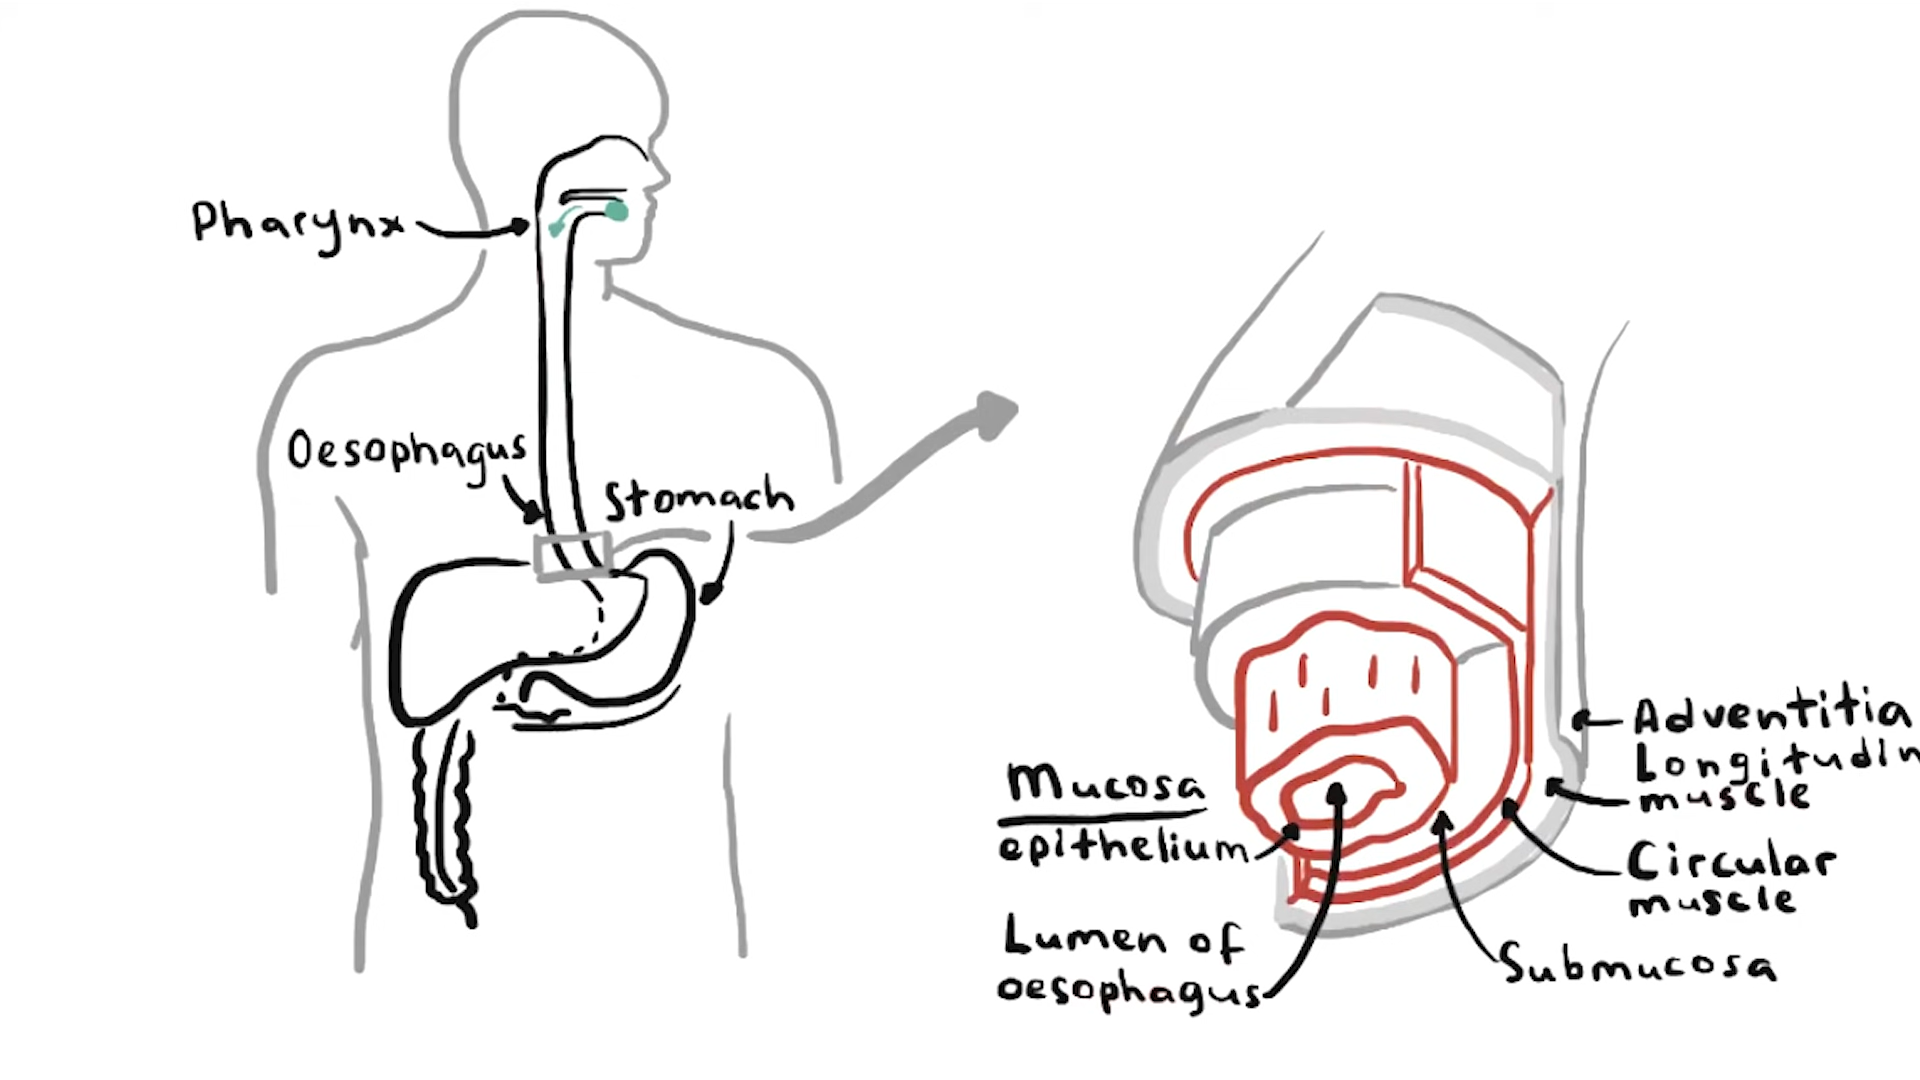 Pharynx
Oesophagus
Stomach
Mucosa
epithelium
Lumen of
oesophagus
Adventitia
Longitudin
muscle
Circular
muscle
Submucosa